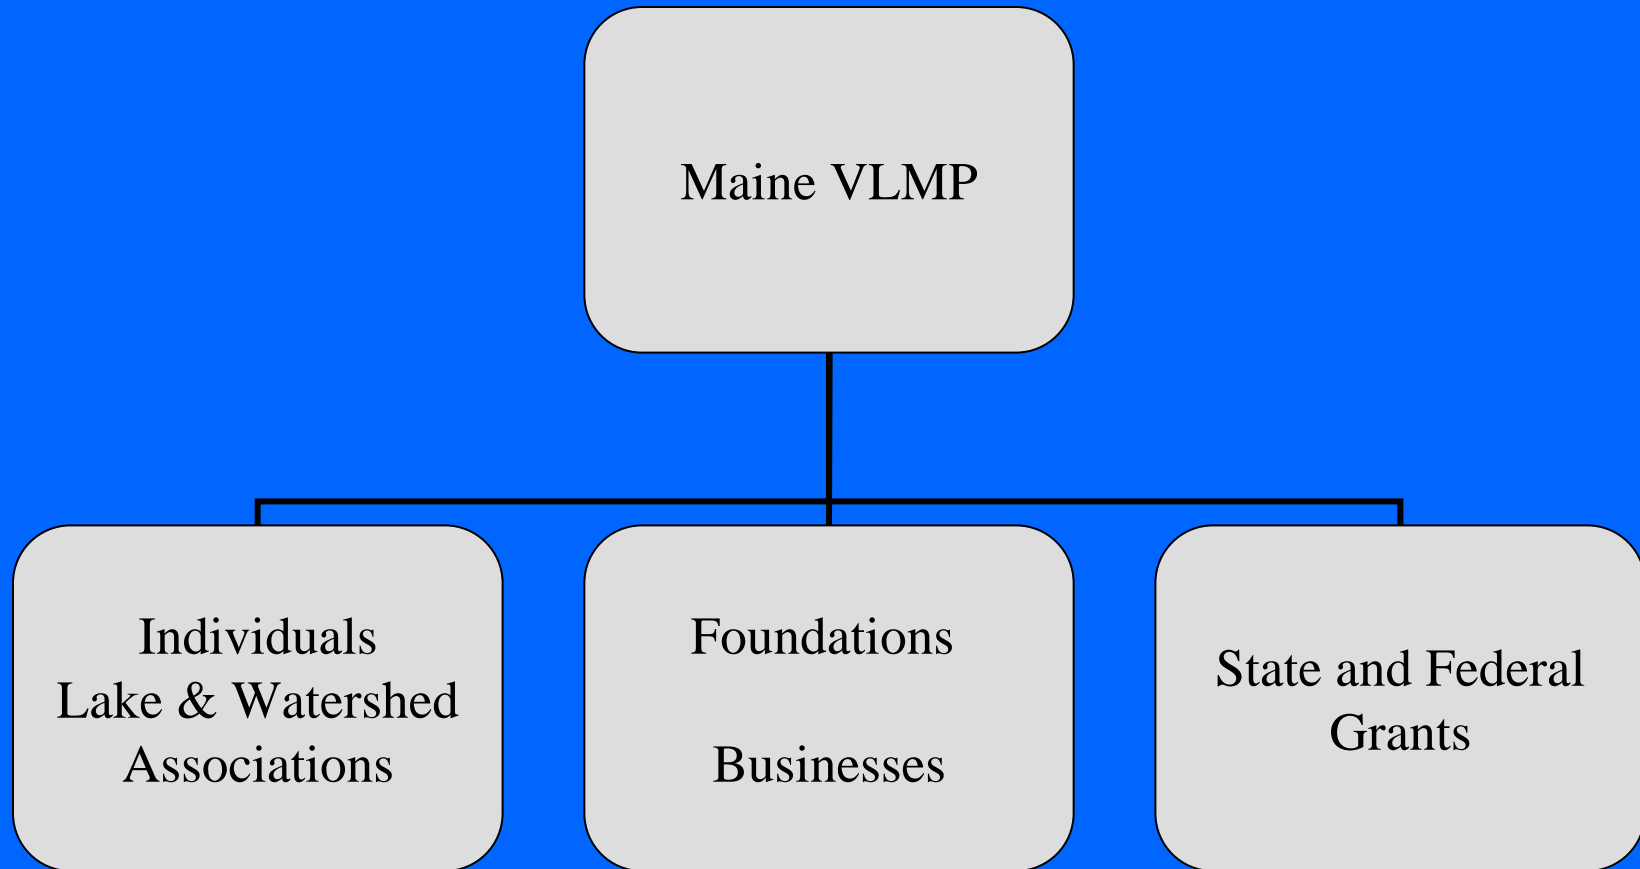 Maine VLMP
Individuals
Lake & Watershed
Associations
Foundations
Businesses
State and Federal
Grants